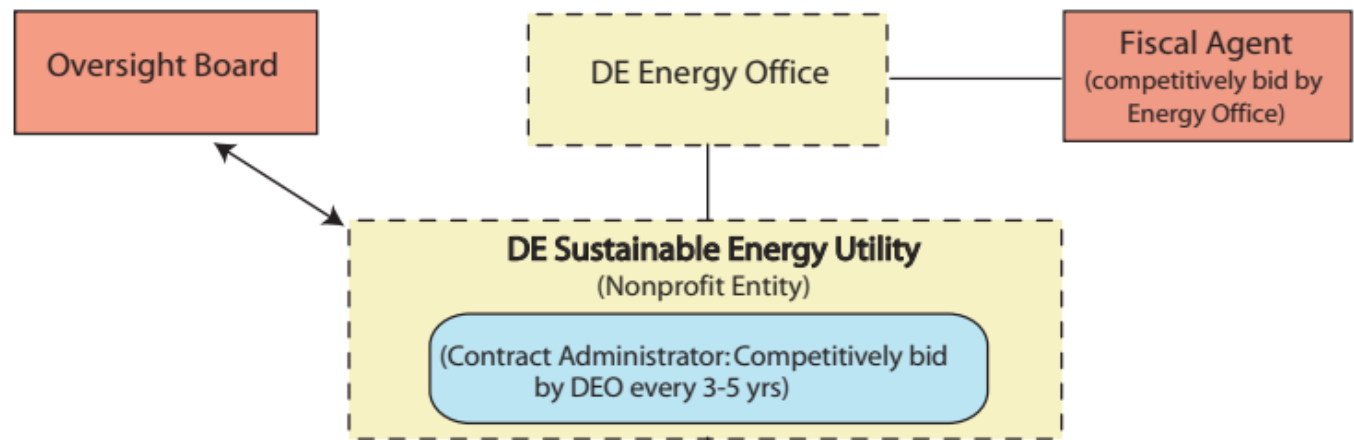 Oversight Board
DE Energy Office
Fiscal Agent
(competitively bid by
Energy Office)
DE Sustainable Energy Utility
(Nonprofit Entity)
(Contract Administrator: Competitively bid
by DEO every 3-5 yrs)